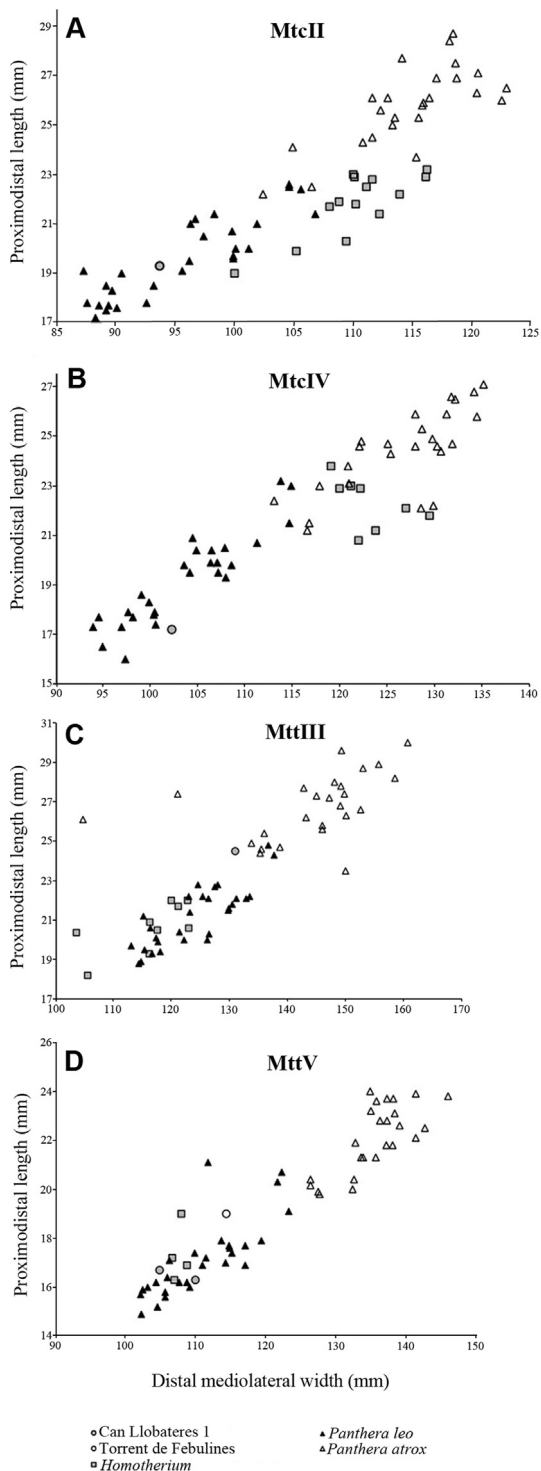 A
MtcII
Proximodistal length (mm)
29
27
25
23
21
19
17
85 90 95 100 105 110 115 120 125
B
MtcIV
Proximodistal length (mm)
27
25
23
21
19
17
15
90 95 100 105 110 115 120 125 130 135 140
C
MttIII
Proximodistal length (mm)
31
29
27
25
23
21
19
17
100 110 120 130 140 150 160 170
D
MttV
Proximodistal length (mm)
26
24
22
20
18
16
14
90 100 110 120 130 140 150
Distal mediolateral width (mm)
Can Llobateres 1
Torrent de Febulines
Homotherium
Panthera leo
Panthera atrox